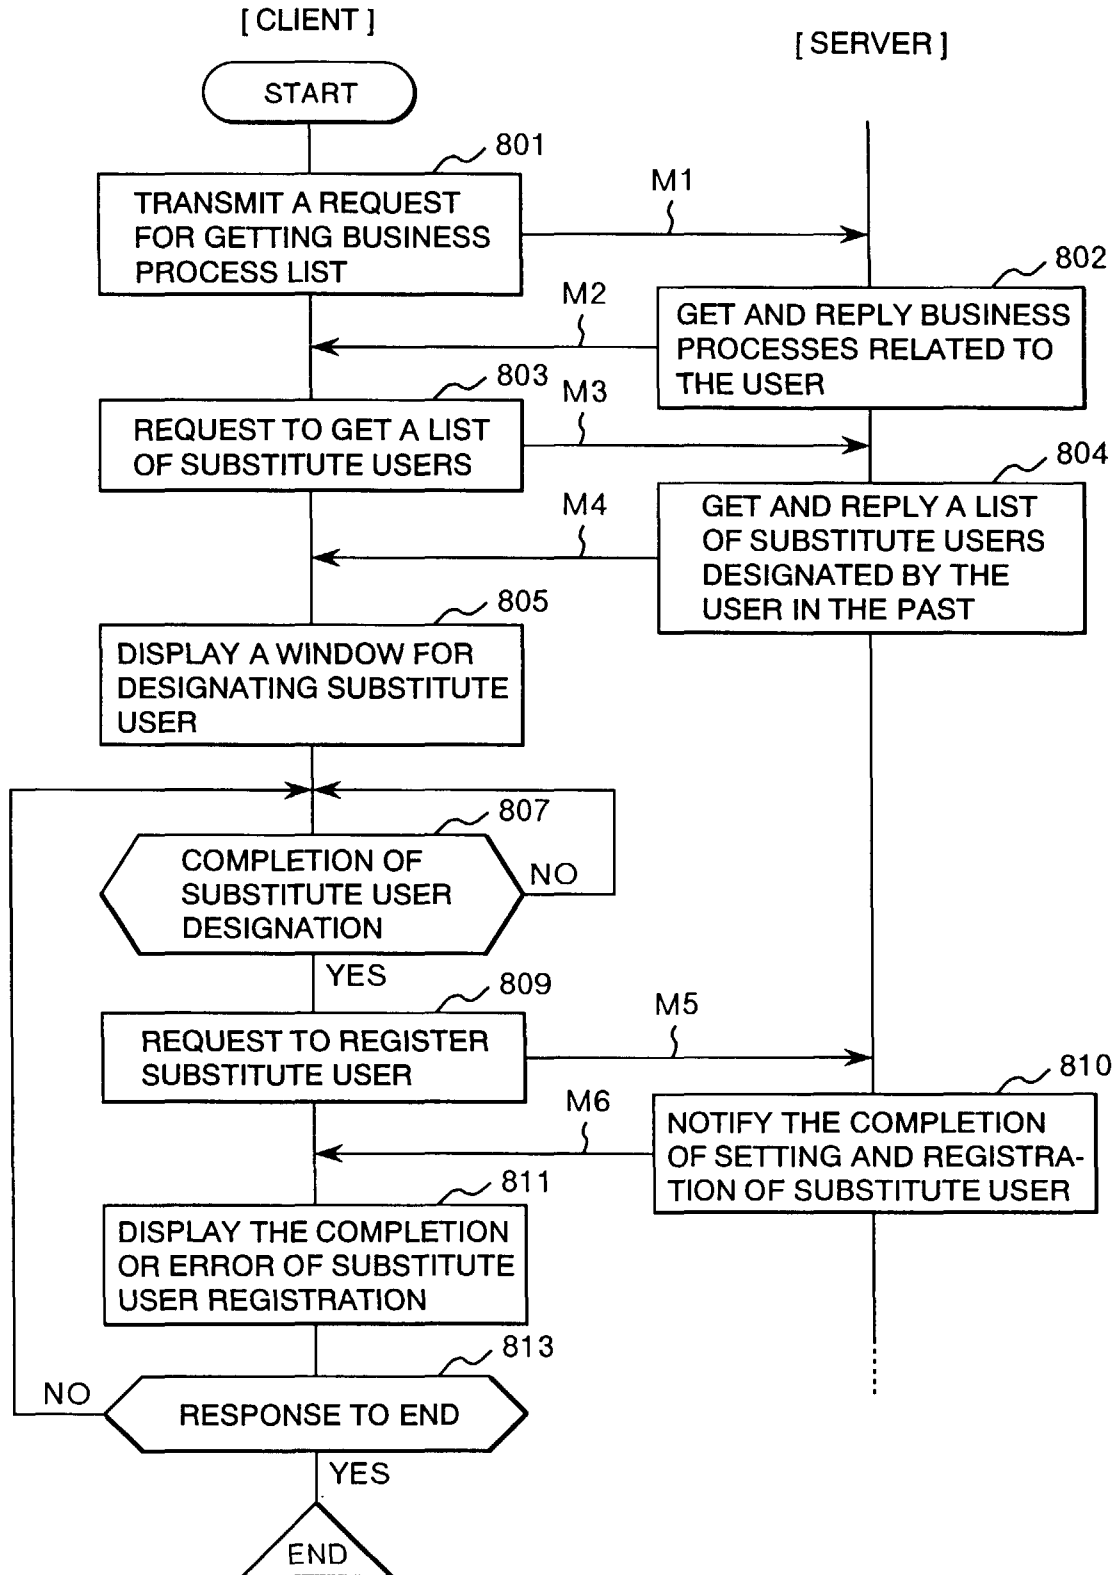 [ CLIENT ]
[ SERVER ]
START
801
TRANSMIT A REQUEST
FOR GETTING BUSINESS
PROCESS LIST
M1
802
GET AND REPLY BUSINESS
PROCESSES RELATED TO
THE USER
M2
803
REQUEST TO GET A LIST
OF SUBSTITUTE USERS
M3
804
GET AND REPLY A LIST
OF SUBSTITUTE USERS
DESIGNATED BY THE
USER IN THE PAST
M4
805
DISPLAY A WINDOW FOR
DESIGNATING SUBSTITUTE
USER
807
COMPLETION OF
SUBSTITUTE USER
DESIGNATION
NO
YES
809
REQUEST TO REGISTER
SUBSTITUTE USER
M5
810
NOTIFY THE COMPLETION
OF SETTING AND REGISTRA-
TION OF SUBSTITUTE USER
M6
811
DISPLAY THE COMPLETION
OR ERROR OF SUBSTITUTE
USER REGISTRATION
813
RESPONSE TO END
NO
YES
END